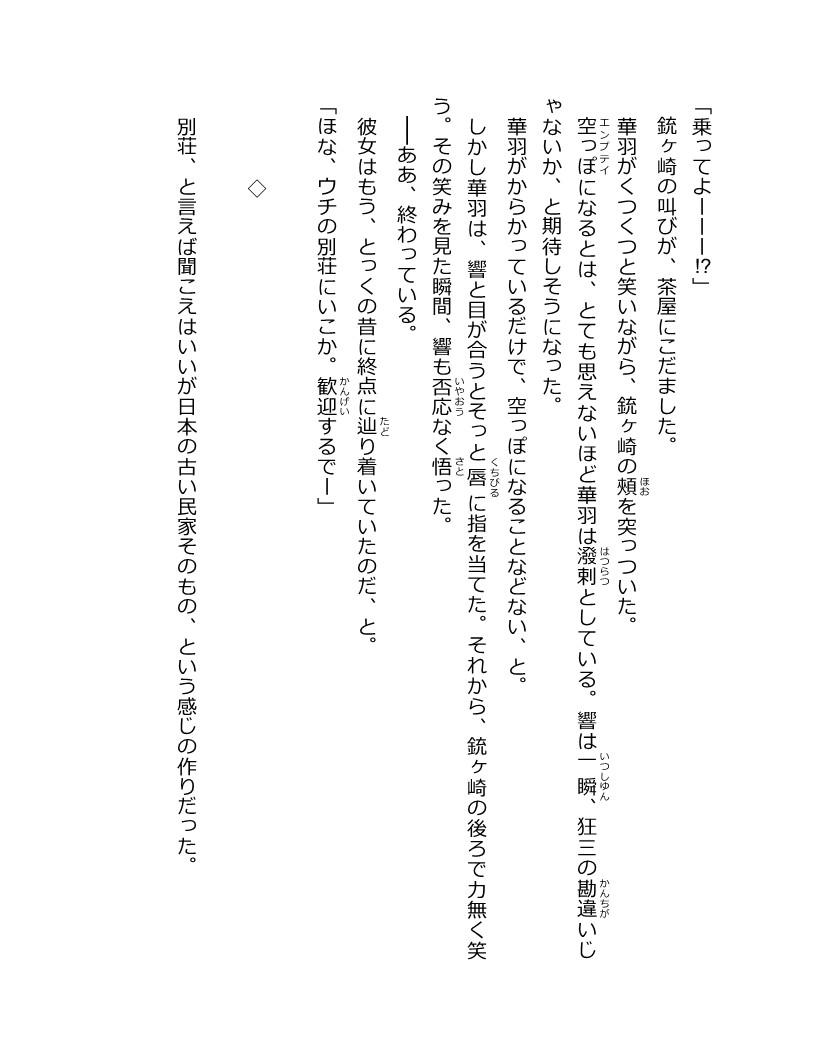 「乗ってよーーー!?」
銃ヶ崎の叫びが、茶屋にこだました。
華羽がくつくつと笑いながら、銃ヶ崎の頰を突っついた。
空っぽになるとは、とても思えないほど華羽は潑剌としている。響は一瞬、狂三の勘違いじ
ゃないか、と期待しそうになった。
華羽がからかっているだけで、空っぽになることなどない、と。
しかし華羽は、響と目が合うとそっと唇に指を当てた。それから、銃ヶ崎の後ろで力無く笑
う。その笑みを見た瞬間、響も否応なく悟った。
──ああ、終わっている。
彼女はもう、とっくの昔に終点に辿り着いていたのだ、と。
「ほな、ウチの別荘にいこか。歓迎するでー」
◇
別荘、と言えば聞こえはいいが日本の古い民家そのもの、という感じの作りだった。